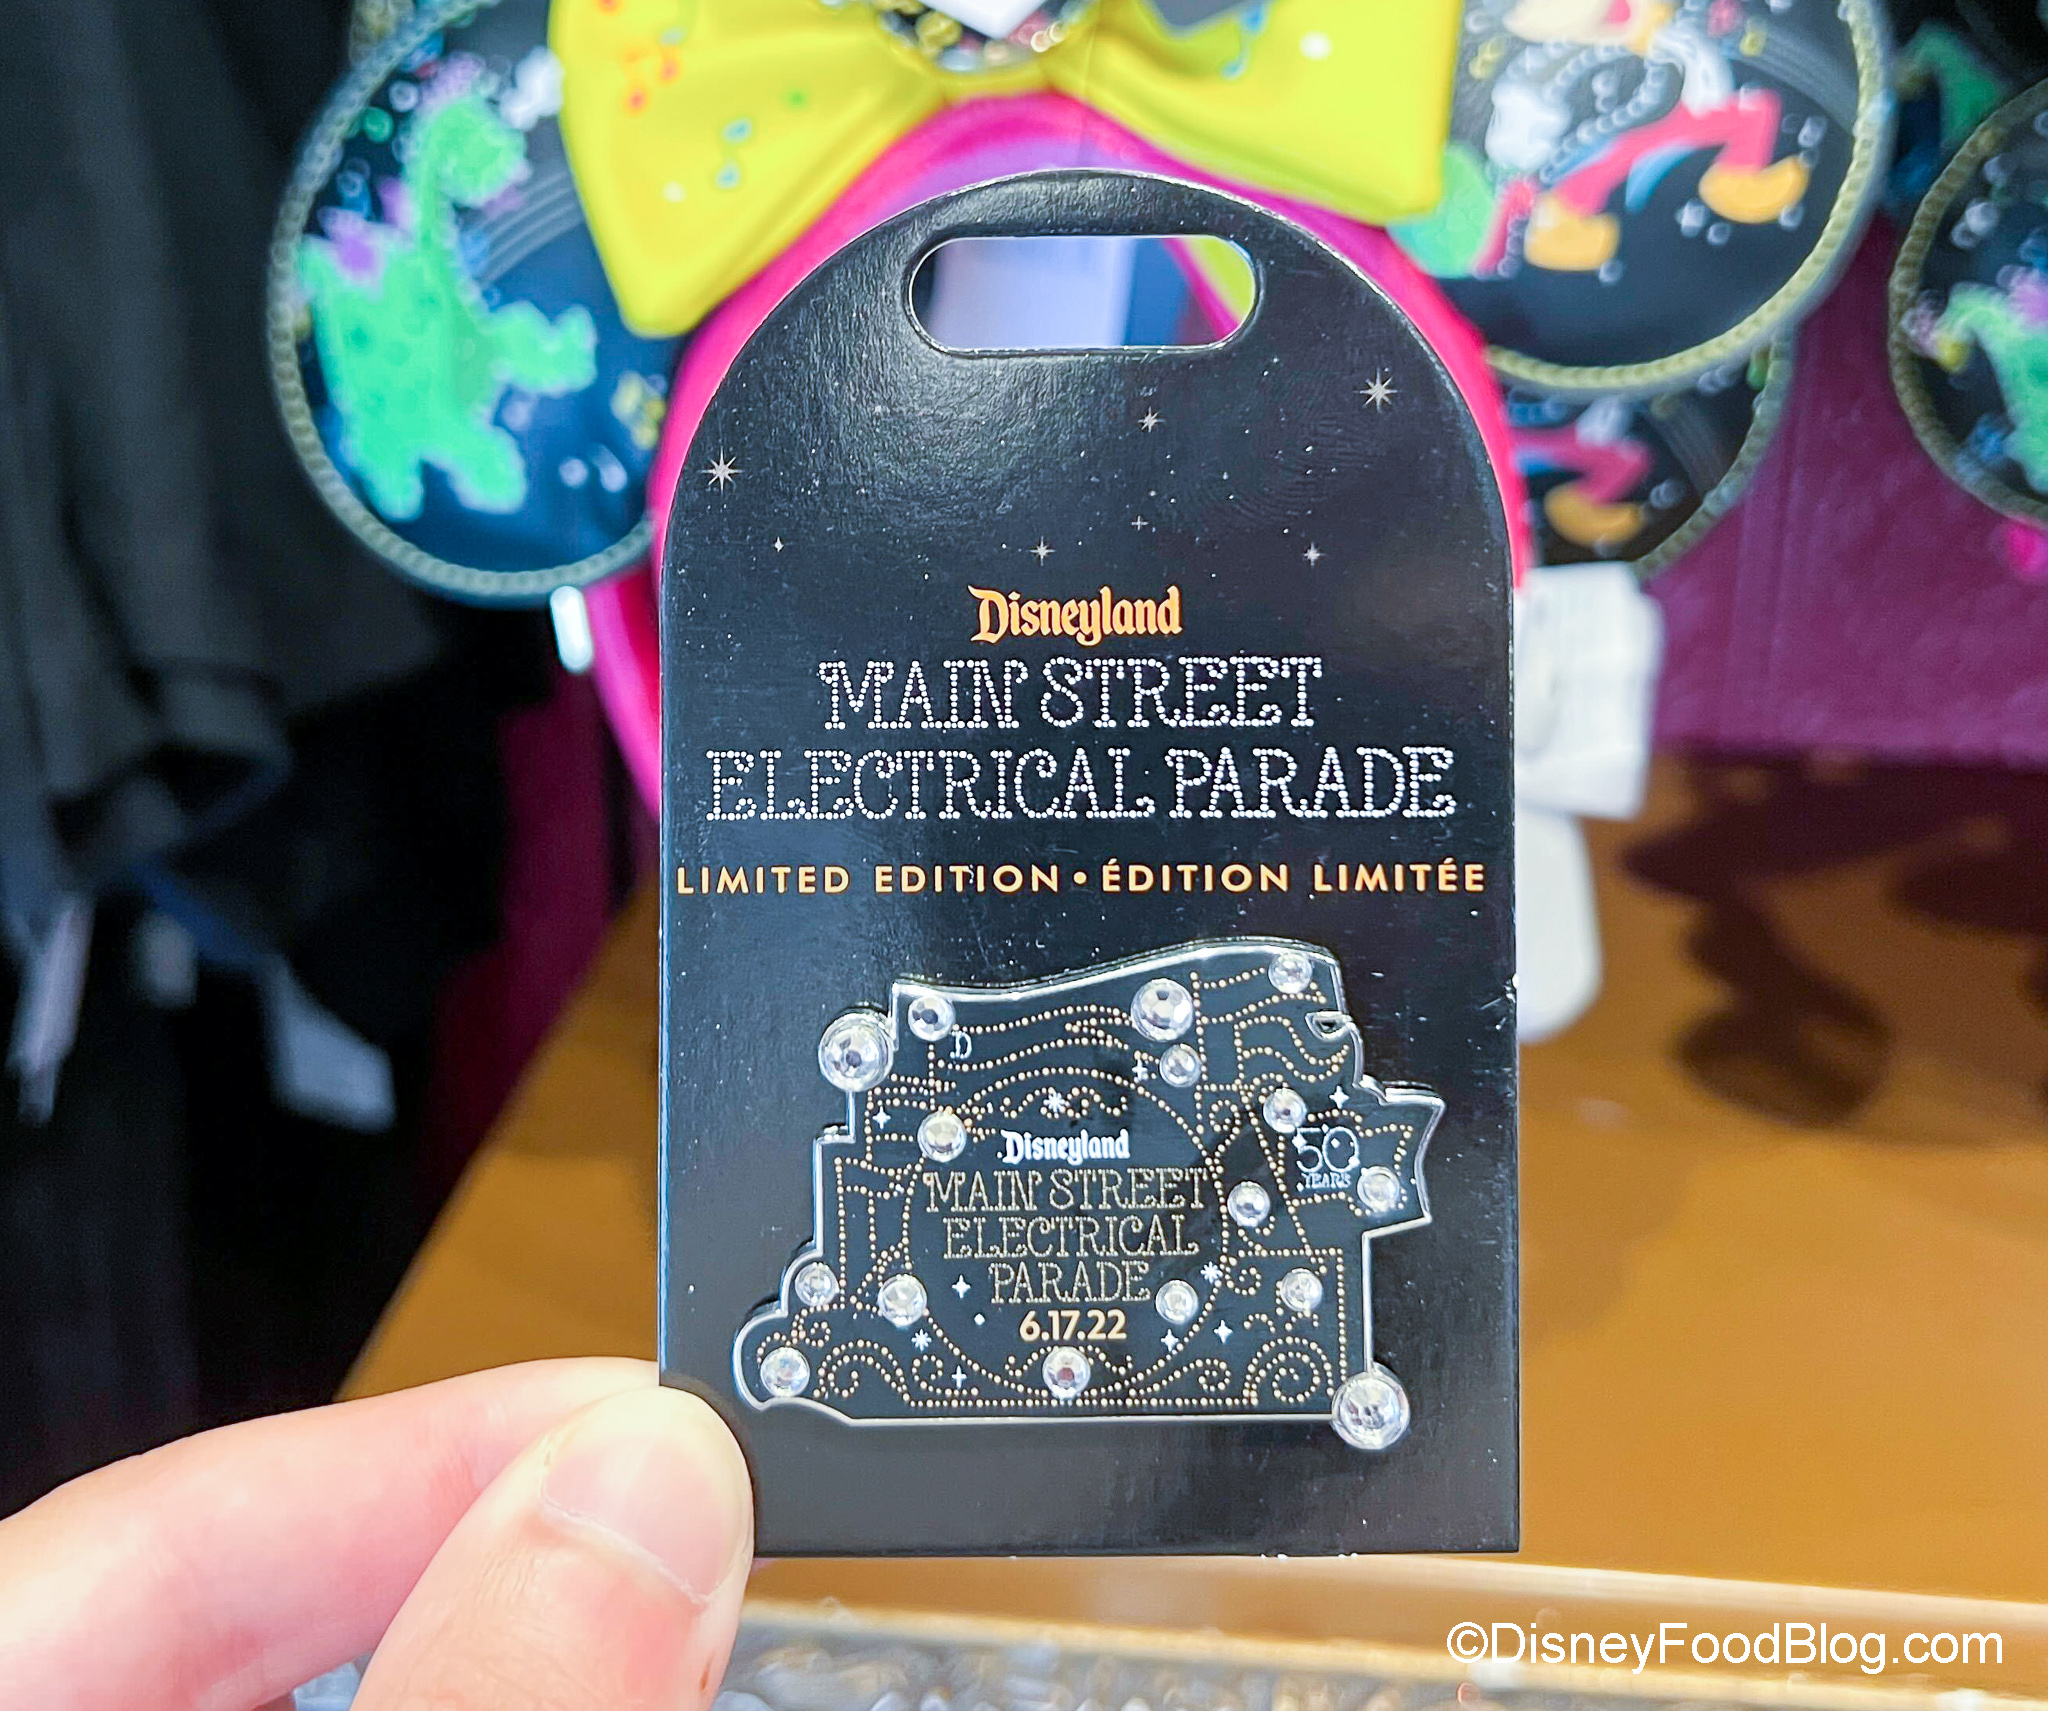 Disneyland
MAIN STREET
ELECTRICAL PARADE
LIMITED EDITION • ÉDITION LIMITÉE
D
50
YEARS
Disneyland
MAIN STREET
ELECTRICAL
PARADE
6.17.22
©DisneyFoodBlog.com